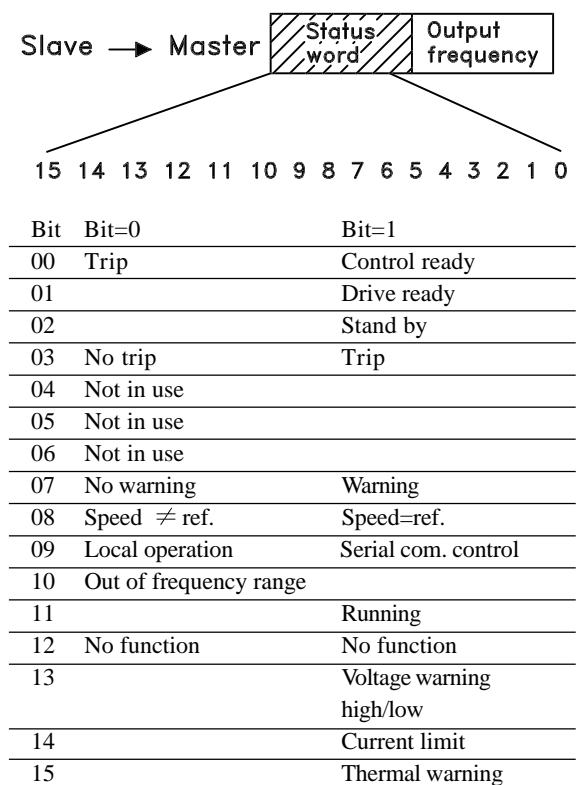 Slave → Master Status word Output frequency
15 14 13 12 11 10 9 8 7 6 5 4 3 2 1 0
Bit Bit=0 Bit=1
00 Trip Control ready
01 Drive ready
02 Stand by
03 No trip Trip
04 Not in use
05 Not in use
06 Not in use
07 No warning Warning
08 Speed ≠ ref. Speed=ref.
09 Local operation Serial com. control
10 Out of frequency range
11 Running
12 No function No function
13 Voltage warning
high/low
14 Current limit
15 Thermal warning